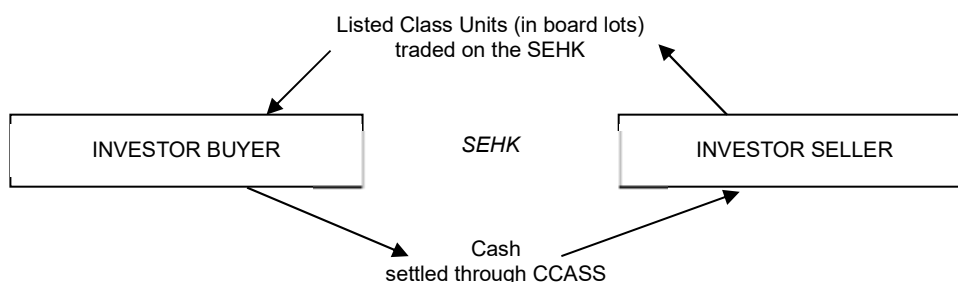 Listed Class Units (in board lots)
traded on the SEHK
INVESTOR BUYER
SEHK
INVESTOR SELLER
Cash
settled through CCASS